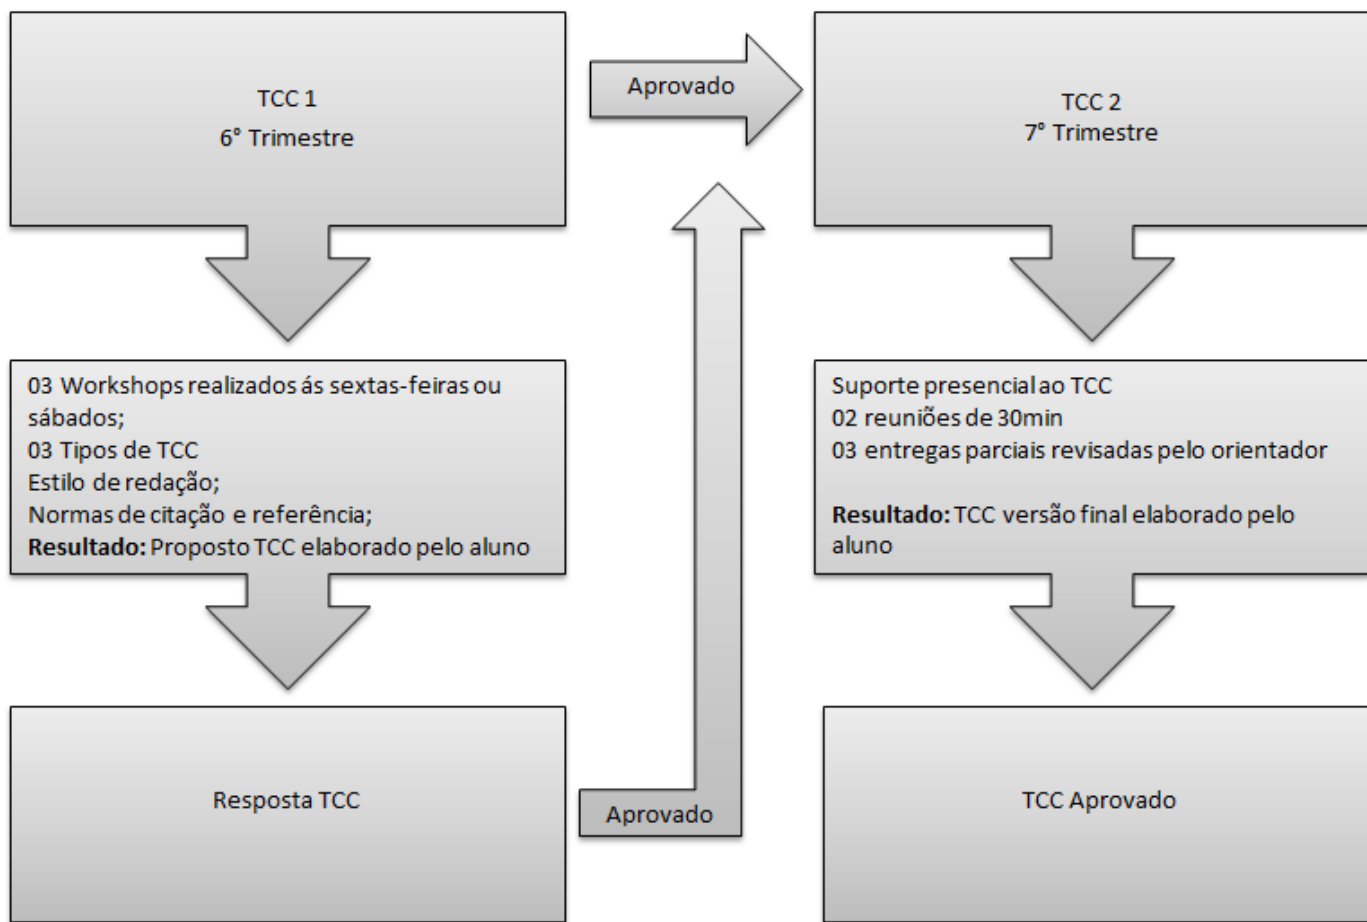 TCC 1
6° Trimestre
Aprovado
TCC 2
7° Trimestre
03 Workshops realizados ás sextas-feiras ou
sábados;
03 Tipos de TCC
Estilo de redação;
Normas de citação e referência;
Resultado: Proposto TCC elaborado pelo aluno
Suporte presencial ao TCC
02 reuniões de 30min
03 entregas parciais revisadas pelo orientador
Resultado: TCC versão final elaborado pelo
aluno
Resposta TCC
Aprovado
TCC Aprovado